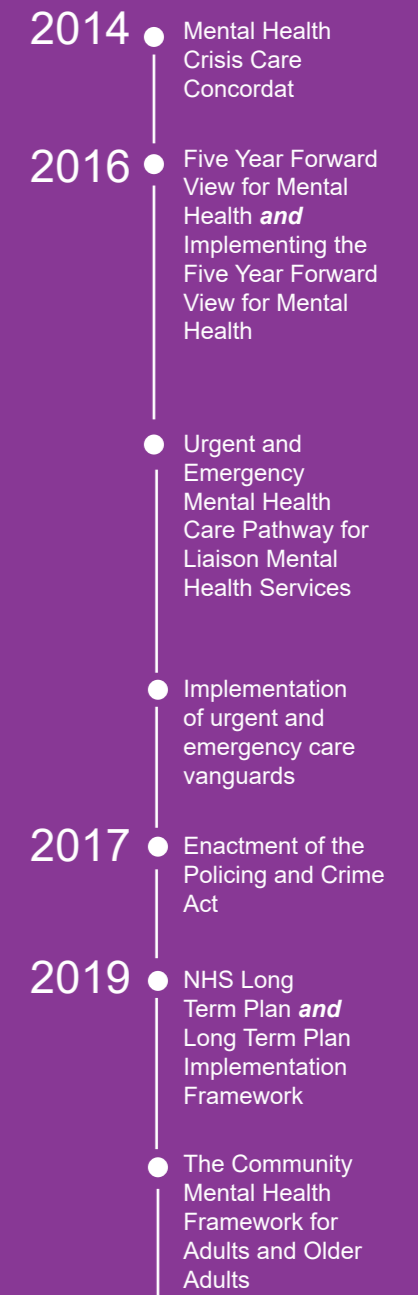 2014
Mental Health
Crisis Care
Concordat
2016
Five Year Forward
View for Mental
Health and
Implementing the
Five Year Forward
View for Mental
Health
Urgent and
Emergency
Mental Health
Care Pathway for
Liaison Mental
Health Services
Implementation
of urgent and
emergency care
vanguards
2017
Enactment of the
Policing and Crime
Act
2019
NHS Long
Term Plan and
Long Term Plan
Implementation
Framework
The Community
Mental Health
Framework for
Adults and Older
Adults